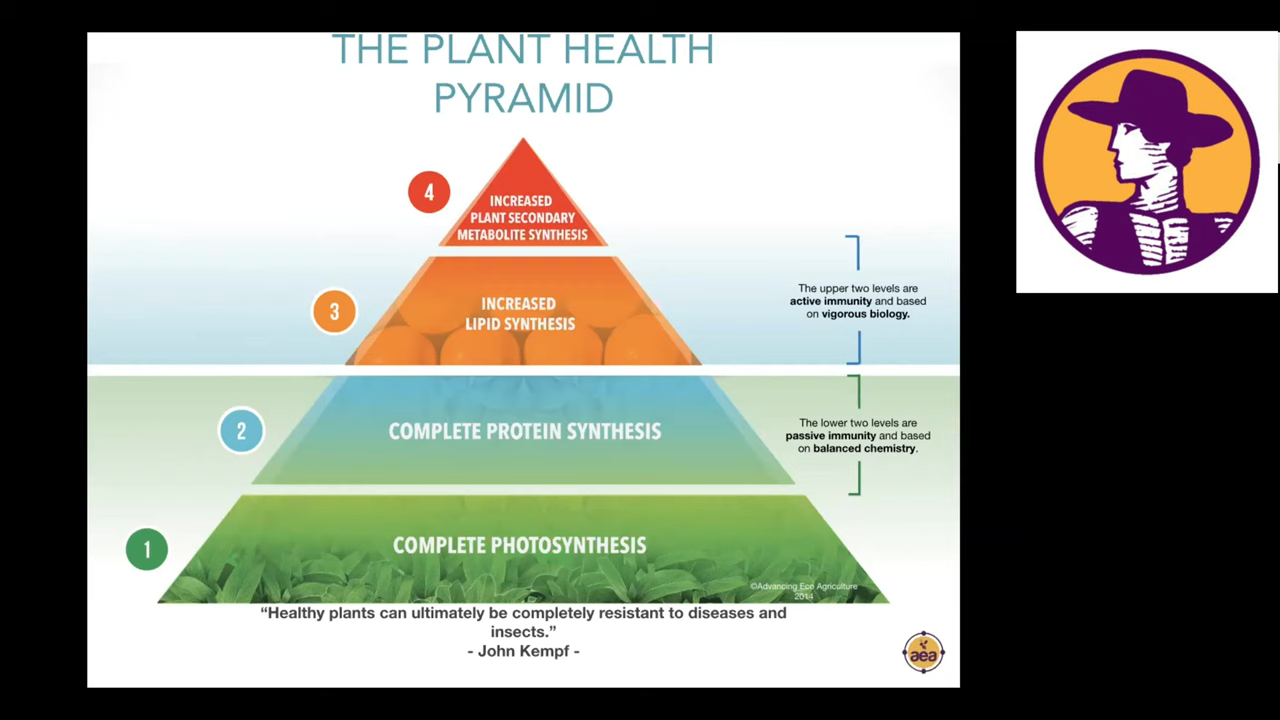 THE PLANT HEALTH
PYRAMID
4
INCREASED
PLANT SECONDARY
METABOLITE SYNTHESIS
3
INCREASED
LIPID SYNTHESIS
The upper two levels are
active immunity and based
on vigorous biology.
2
COMPLETE PROTEIN SYNTHESIS
The lower two levels are
passive immunity and based
on balanced chemistry.
1
COMPLETE PHOTOSYNTHESIS
©Advancing Eco Agriculture
2014
“Healthy plants can ultimately be completely resistant to diseases and
insects.”
- John Kempf -
aea